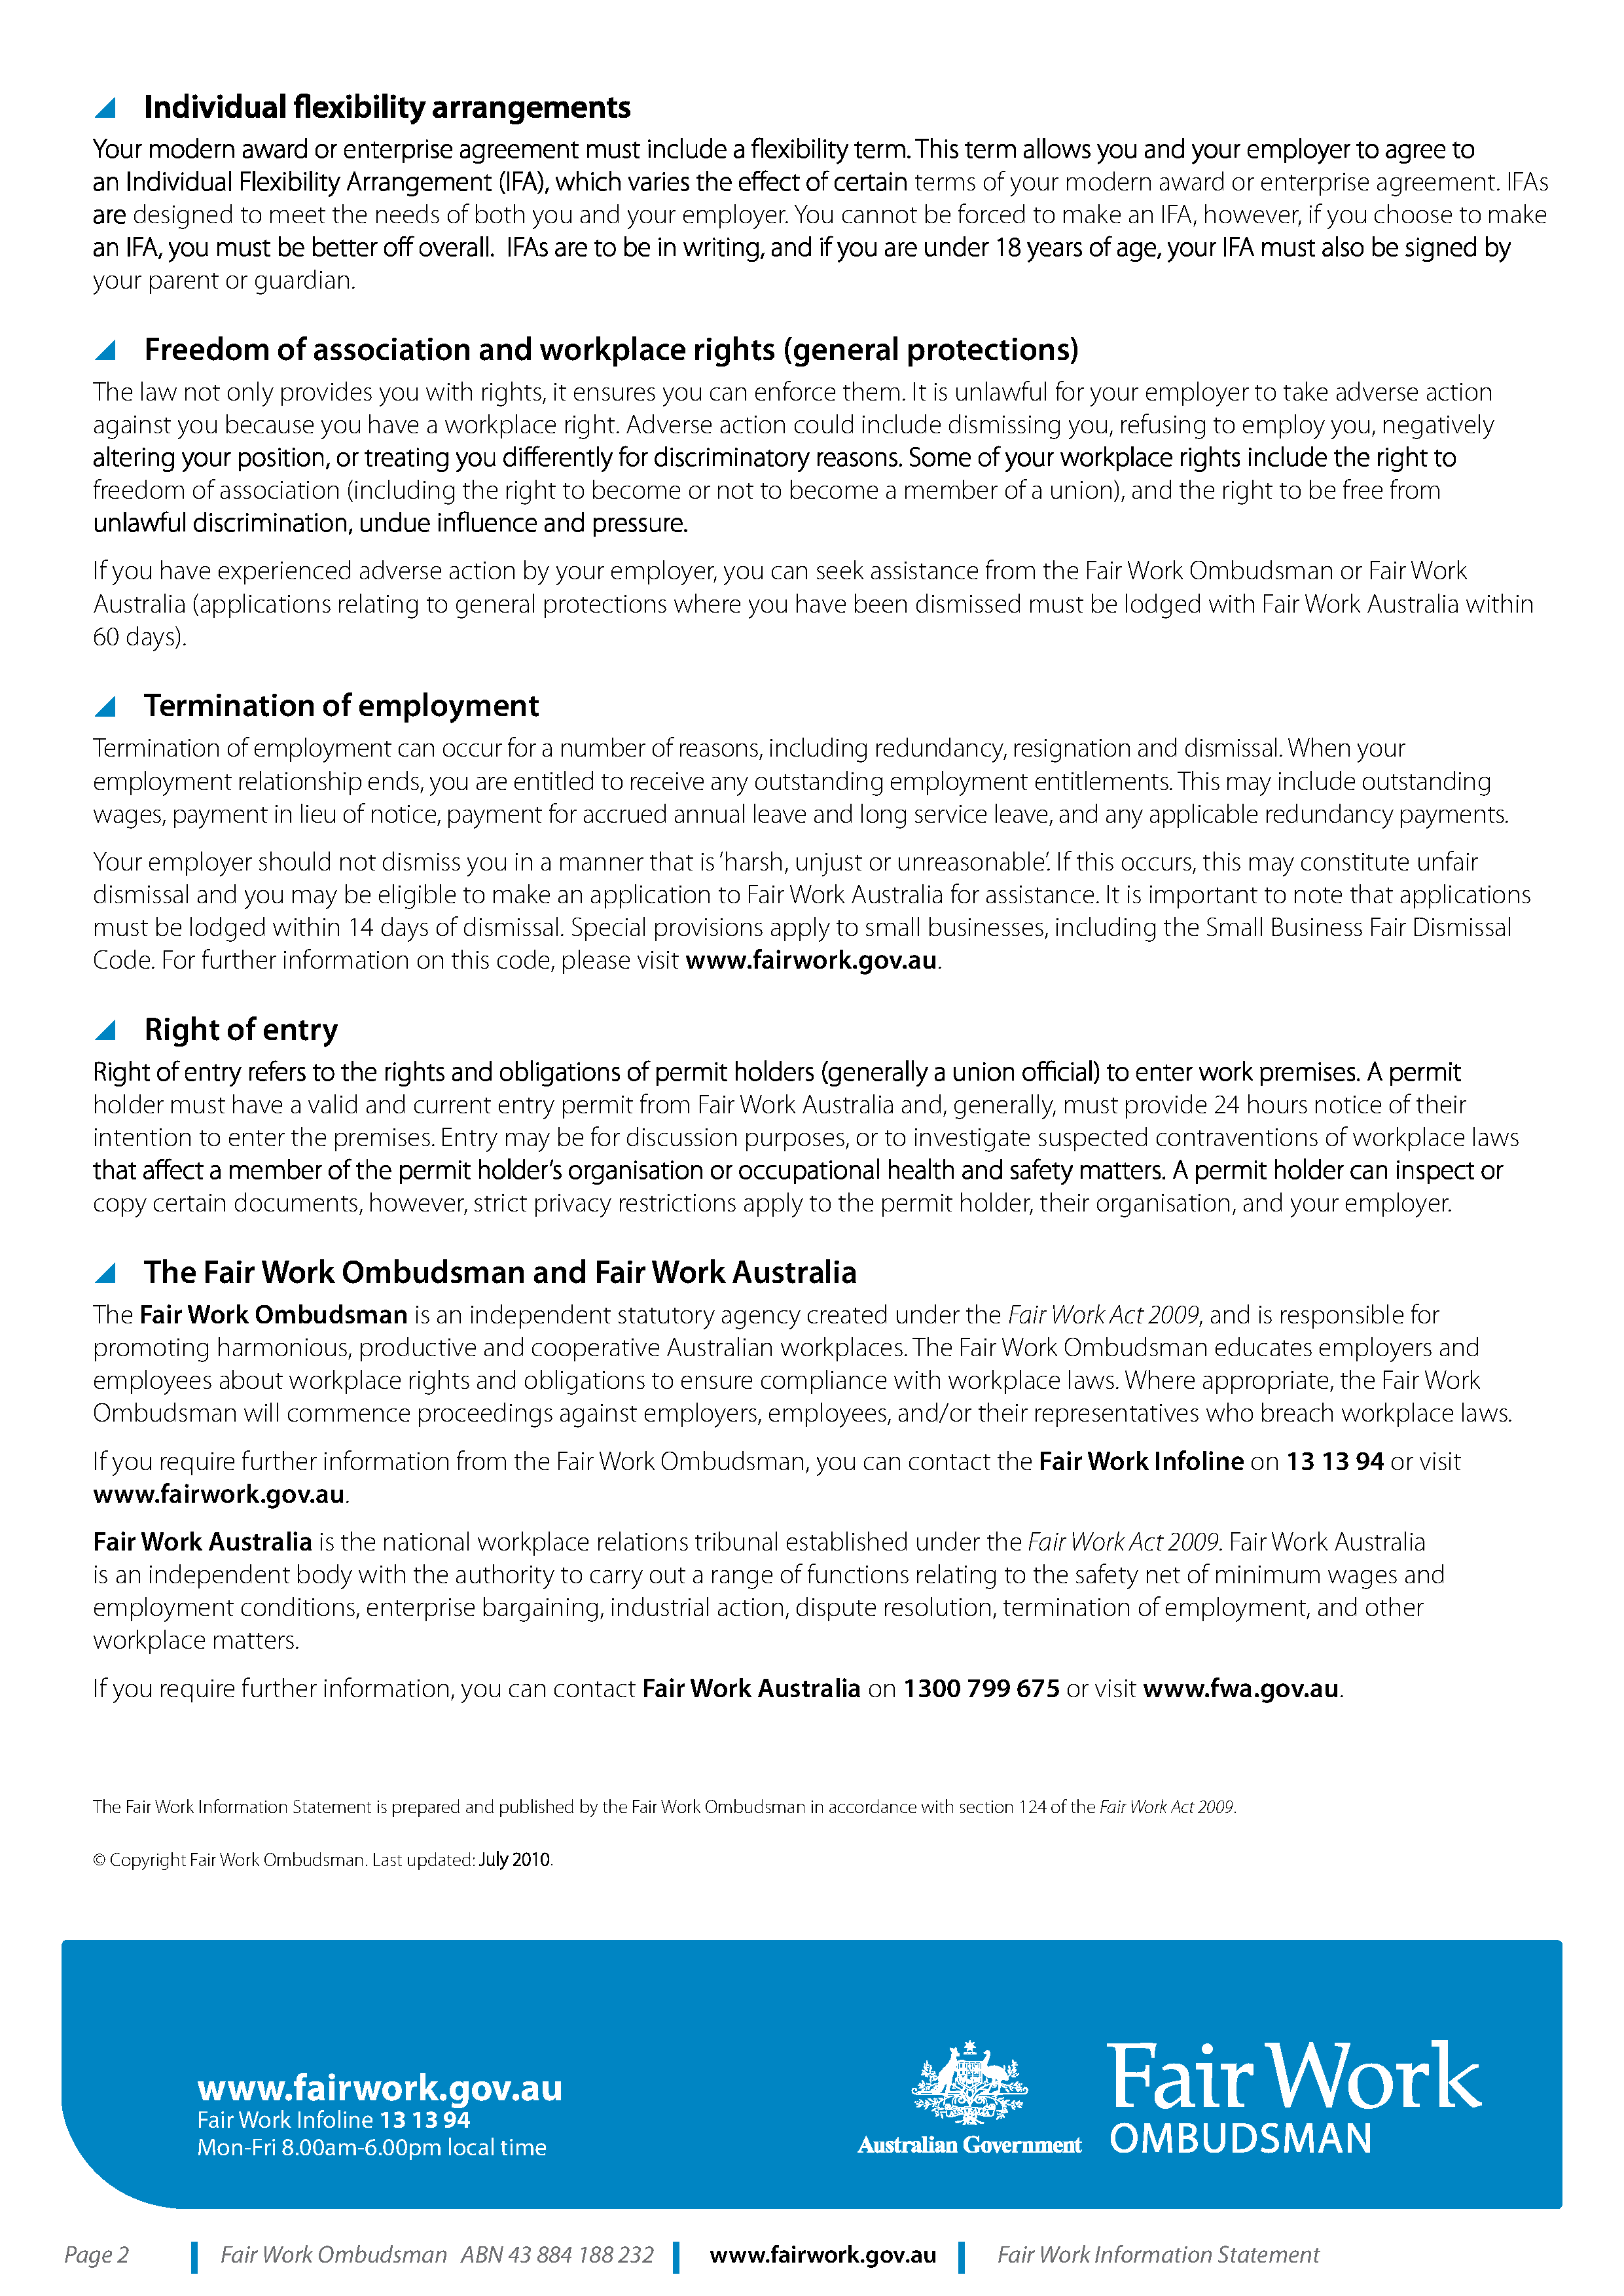 Individual flexibility arrangements
Your modern award or enterprise agreement must include a flexibility term. This term allows you and your employer to agree to
an Individual Flexibility Arrangement (IFA), which varies the effect of certain terms of your modern award or enterprise agreement. IFAs
are designed to meet the needs of both you and your employer. You cannot be forced to make an IFA, however, if you choose to make
an IFA, you must be better off overall.  IFAs are to be in writing, and if you are under 18 years of age, your IFA must also be signed by
your parent or guardian.
Freedom of association and workplace rights (general protections)
The law not only provides you with rights, it ensures you can enforce them. It is unlawful for your employer to take adverse action
against you because you have a workplace right. Adverse action could include dismissing you, refusing to employ you, negatively
altering your position, or treating you differently for discriminatory reasons. Some of your workplace rights include the right to
freedom of association (including the right to become or not to become a member of a union), and the right to be free from
unlawful discrimination, undue influence and pressure.
If you have experienced adverse action by your employer, you can seek assistance from the Fair Work Ombudsman or Fair Work
Australia (applications relating to general protections where you have been dismissed must be lodged with Fair Work Australia within
60 days).
Termination of employment
Termination of employment can occur for a number of reasons, including redundancy, resignation and dismissal. When your
employment relationship ends, you are entitled to receive any outstanding employment entitlements. This may include outstanding
wages, payment in lieu of notice, payment for accrued annual leave and long service leave, and any applicable redundancy payments.
Your employer should not dismiss you in a manner that is ‘harsh, unjust or unreasonable’. If this occurs, this may constitute unfair
dismissal and you may be eligible to make an application to Fair Work Australia for assistance. It is important to note that applications
must be lodged within 14 days of dismissal. Special provisions apply to small businesses, including the Small Business Fair Dismissal
Code. For further information on this code, please visit www.fairwork.gov.au.
Right of entry
Right of entry refers to the rights and obligations of permit holders (generally a union official) to enter work premises. A permit
holder must have a valid and current entry permit from Fair Work Australia and, generally, must provide 24 hours notice of their
intention to enter the premises. Entry may be for discussion purposes, or to investigate suspected contraventions of workplace laws
that affect a member of the permit holder’s organisation or occupational health and safety matters. A permit holder can inspect or
copy certain documents, however, strict privacy restrictions apply to the permit holder, their organisation, and your employer.
The Fair Work Ombudsman and Fair Work Australia
The Fair Work Ombudsman is an independent statutory agency created under the Fair Work Act 2009, and is responsible for
promoting harmonious, productive and cooperative Australian workplaces. The Fair Work Ombudsman educates employers and
employees about workplace rights and obligations to ensure compliance with workplace laws. Where appropriate, the Fair Work
Ombudsman will commence proceedings against employers, employees, and/or their representatives who breach workplace laws.
If you require further information from the Fair Work Ombudsman, you can contact the Fair Work Infoline on 13 13 94 or visit
www.fairwork.gov.au.
Fair Work Australia is the national workplace relations tribunal established under the Fair Work Act 2009. Fair Work Australia
is an independent body with the authority to carry out a range of functions relating to the safety net of minimum wages and
employment conditions, enterprise bargaining, industrial action, dispute resolution, termination of employment, and other
workplace matters.
If you require further information, you can contact Fair Work Australia on 1300 799 675 or visit www.fwa.gov.au.
The Fair Work Information Statement is prepared and published by the Fair Work Ombudsman in accordance with section 124 of the Fair Work Act 2009.
© Copyright Fair Work Ombudsman. Last updated: July 2010.
www.fairwork.gov.au
Fair Work Infoline 13 13 94
Mon-Fri 8.00am-6.00pm local time
Australian Government
Fair Work
OMBUDSMAN
Page 2 Fair Work Ombudsman ABN 43 884 188 232 www.fairwork.gov.au Fair Work Information Statement